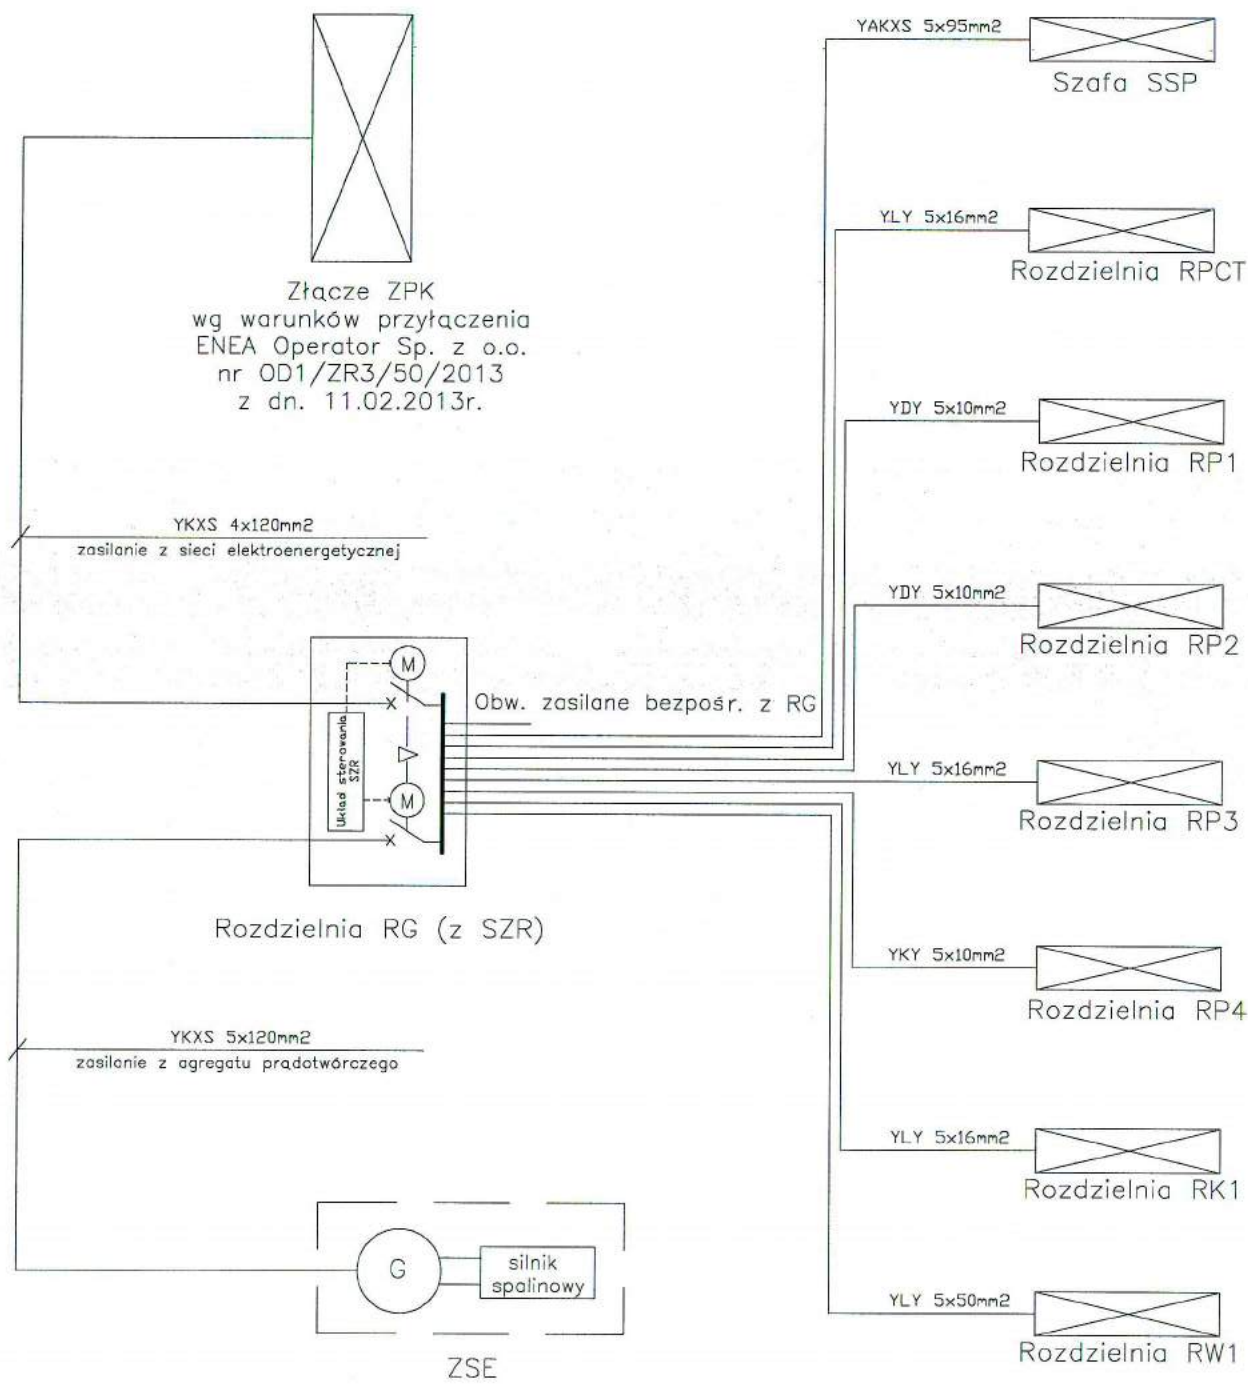 YAKXS 5x95mm2
Szafa SSP
YLY 5x16mm2
Rozdzielnia RPCT
Złącze ZPK
wg warunków przyłączenia
ENEA Operator Sp. z o.o.
nr OD1/ZR3/50/2013
z dn. 11.02.2013r.
YDY 5x10mm2
Rozdzielnia RP1
YKXS 4x120mm2
zasilanie z sieci elektroenergetycznej
YDY 5x10mm2
Rozdzielnia RP2
M
Obw. zasilane bezpośr. z RG
Układ sterowania
SZR
M
YLY 5x16mm2
Rozdzielnia RP3
Rozdzielnia RG (z SZR)
YKY 5x10mm2
Rozdzielnia RP4
YKXS 5x120mm2
zasilanie z agregatu prądotwórczego
YLY 5x16mm2
Rozdzielnia RK1
G
silnik
spalinowy
ZSE
YLY 5x50mm2
Rozdzielnia RW1